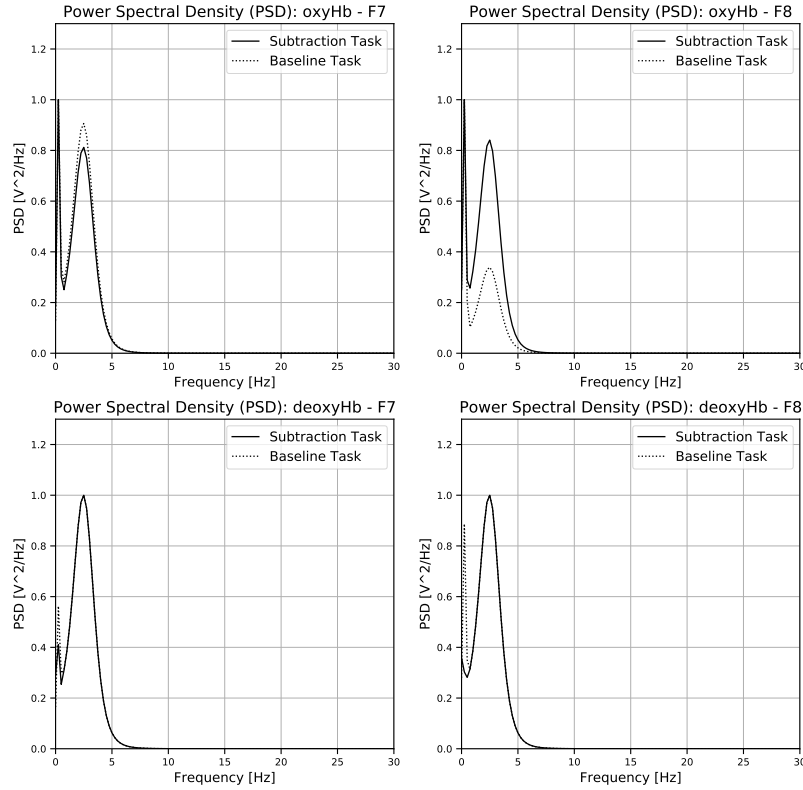 Power Spectral Density (PSD): oxyHb - F7
Subtraction Task
Baseline Task
PSD [V^2/Hz]
1.2
1.0
0.8
0.6
0.4
0.2
0.0
0 5 10 15 20 25 30
Frequency [Hz]
Power Spectral Density (PSD): oxyHb - F8
Subtraction Task
Baseline Task
PSD [V^2/Hz]
1.2
1.0
0.8
0.6
0.4
0.2
0.0
0 5 10 15 20 25 30
Frequency [Hz]
Power Spectral Density (PSD): deoxyHb - F7
Subtraction Task
Baseline Task
PSD [V^2/Hz]
1.2
1.0
0.8
0.6
0.4
0.2
0.0
0 5 10 15 20 25 30
Frequency [Hz]
Power Spectral Density (PSD): deoxyHb - F8
Subtraction Task
Baseline Task
PSD [V^2/Hz]
1.2
1.0
0.8
0.6
0.4
0.2
0.0
0 5 10 15 20 25 30
Frequency [Hz]